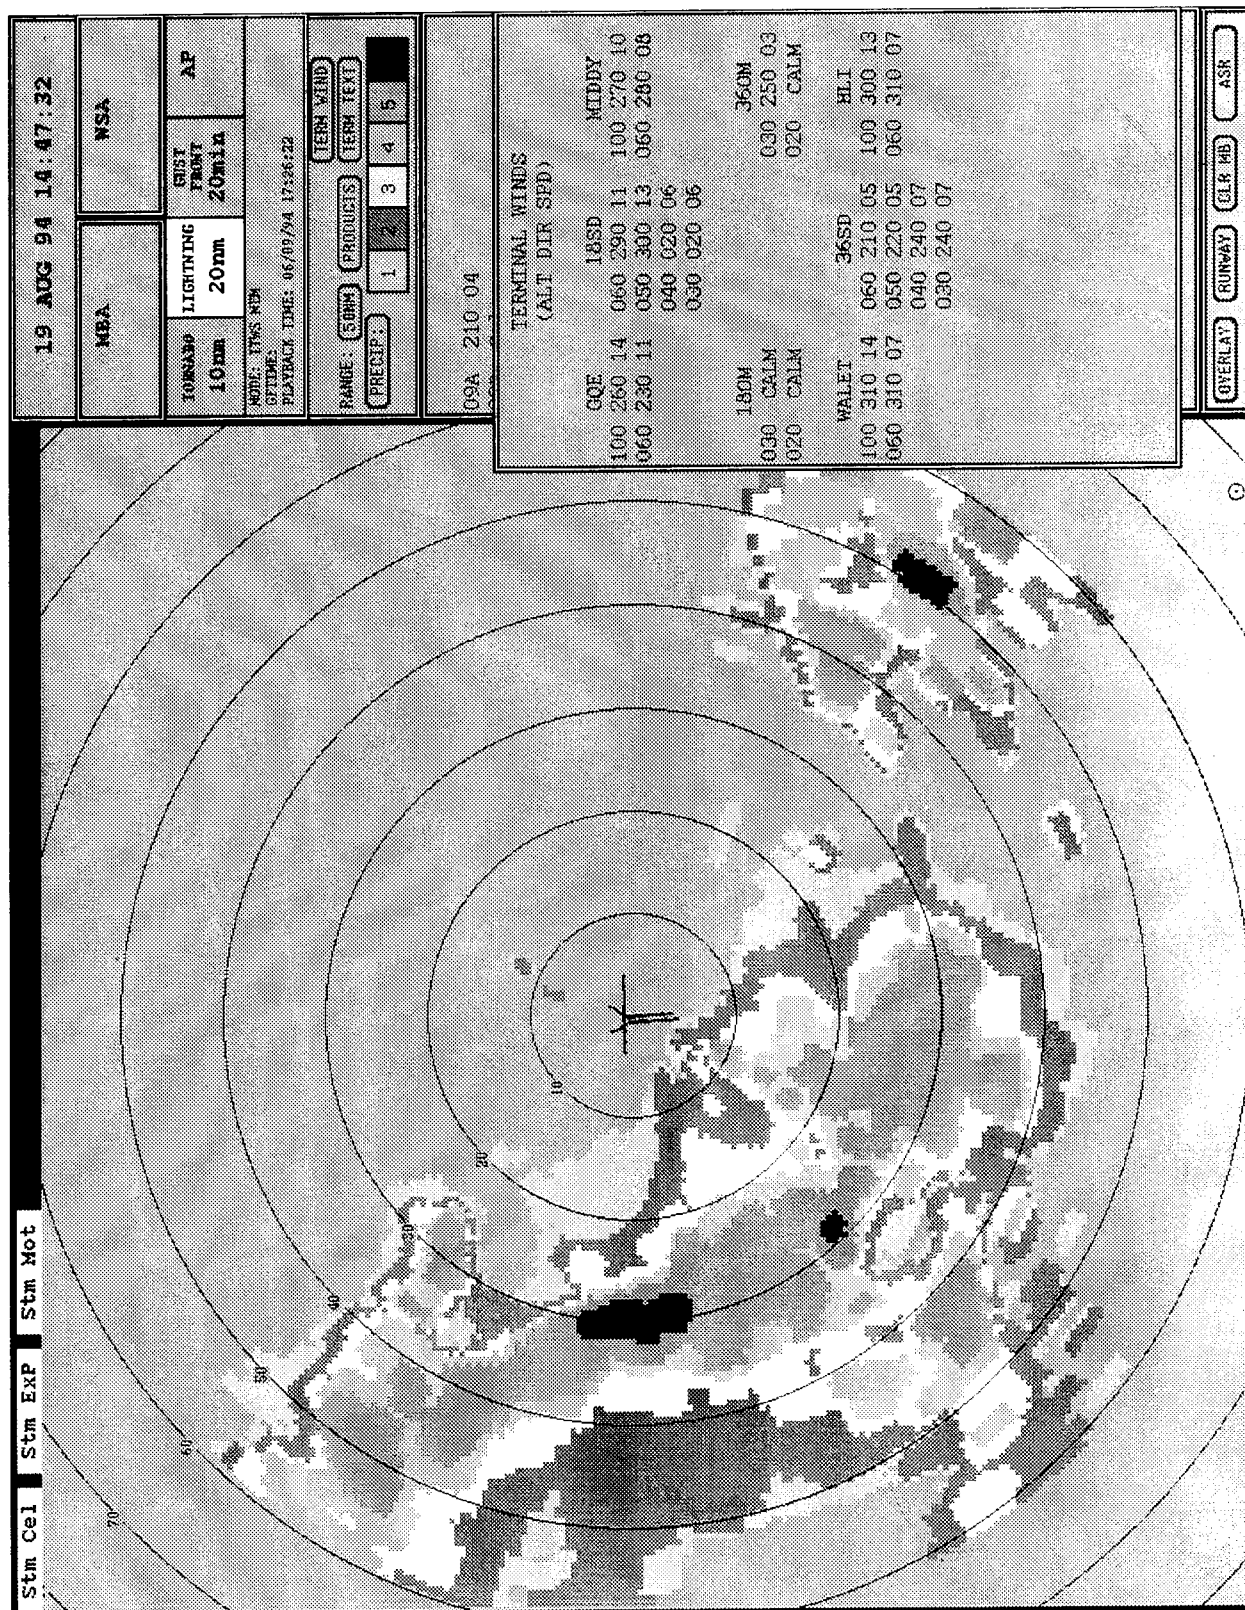 Stm Cel  Stm ExP  Stm Mot
19 AUG 94 14:47:32
MBA  WSA
TORNADO  LIGHTNING  GUST FRONT  AP
10nm  20nm  20min
MODE: ITWS MEM
GETTIME:
PLAYBACK TIME: 06/09/94 17:26:22
RANGE: 50NM  PRODUCTS  TERM WIND
PRECIP: 1 2 3 4 5  TERM TEXT
09A 210 04
TERMINAL WINDS
(ALT DIR SPD)
GQE  18SD  MIDDY
100 260 14  060 290 11  100 270 10
060 230 11  050 300 13  060 280 08
040 020 06
030 020 06
180M  360M
030 CALM  030 250 03
020 CALM  020 CALM
WALET  36SD  HLI
100 310 14  060 210 05  100 300 13
060 310 07  050 220 05  060 310 07
040 240 07
030 240 07
OVERLAY  RUNWAY  CLR MB  ASR
10
20
30
40
50
60
70